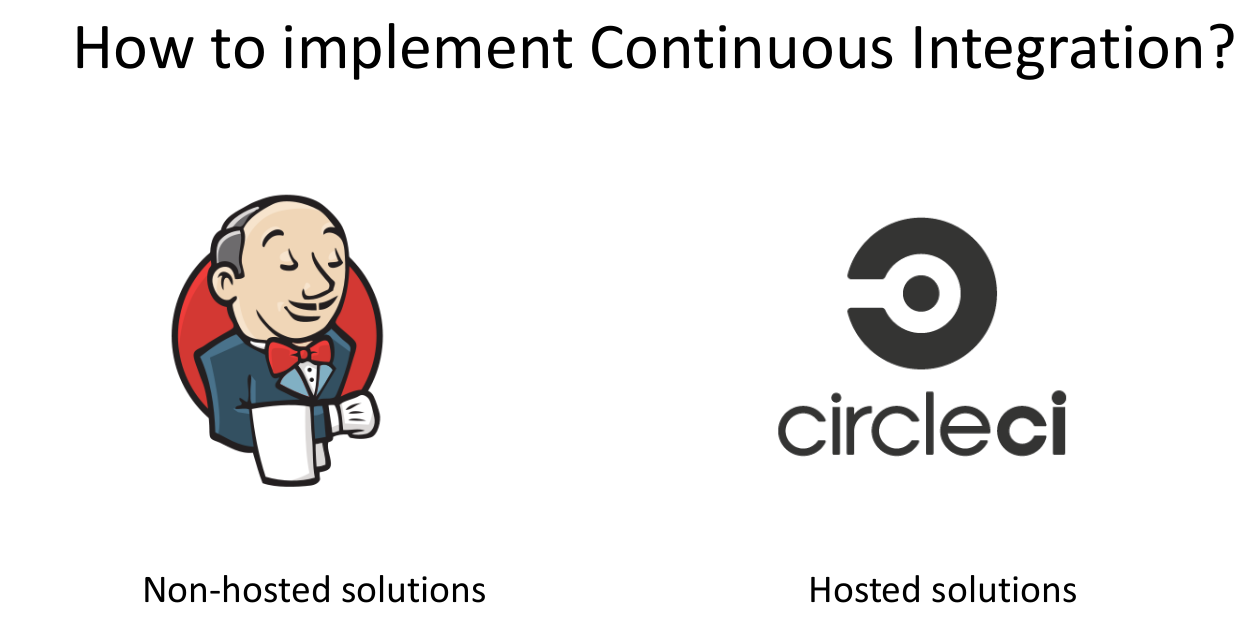 How to implement Continuous Integration?
circleci
Non-hosted solutions
Hosted solutions